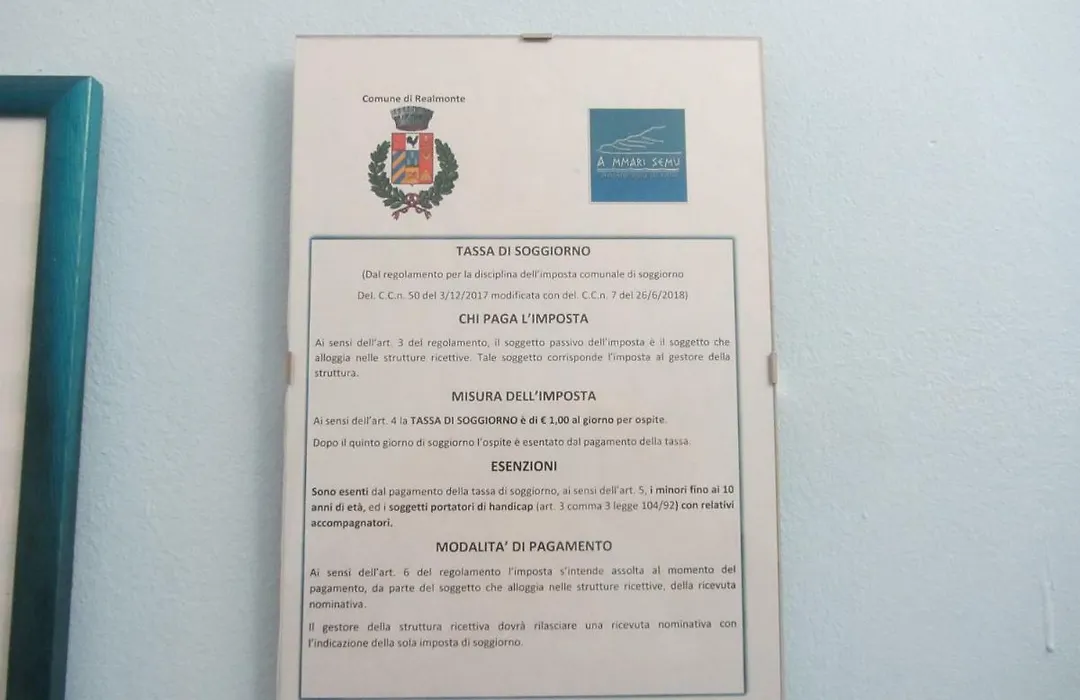 Comune di Realmonte
A MMARI SEMU
TASSA DI SOGGIORNO
(Dal regolamento per la disciplina dell'imposta comunale di soggiorno
Del. C.C.n. 50 del 3/12/2017 modificata con del. C.C.n. 7 del 26/6/2018)
CHI PAGA L'IMPOSTA
Ai sensi dell'art. 3 del regolamento, il soggetto passivo dell'imposta è il soggetto che
alloggia nelle strutture ricettive. Tale soggetto corrisponde l'imposta al gestore della
struttura.
MISURA DELL'IMPOSTA
Ai sensi dell'art. 4 la TASSA DI SOGGIORNO è di € 1,00 al giorno per ospite.
Dopo il quinto giorno di soggiorno l'ospite è esentato dal pagamento della tassa.
ESENZIONI
Sono esenti dal pagamento della tassa di soggiorno, ai sensi dell'art. 5, i minori fino ai 10
anni di età, ed i soggetti portatori di handicap (art. 3 comma 3 legge 104/92) con relativi
accompagnatori.
MODALITA' DI PAGAMENTO
Ai sensi dell'art. 6 del regolamento l'imposta s'intende assolta al momento del
pagamento, da parte del soggetto che alloggia nelle strutture ricettive, della ricevuta
nominativa.
Il gestore della struttura ricettiva dovrà rilasciare una ricevuta nominativa con
l'indicazione della sola imposta di soggiorno.